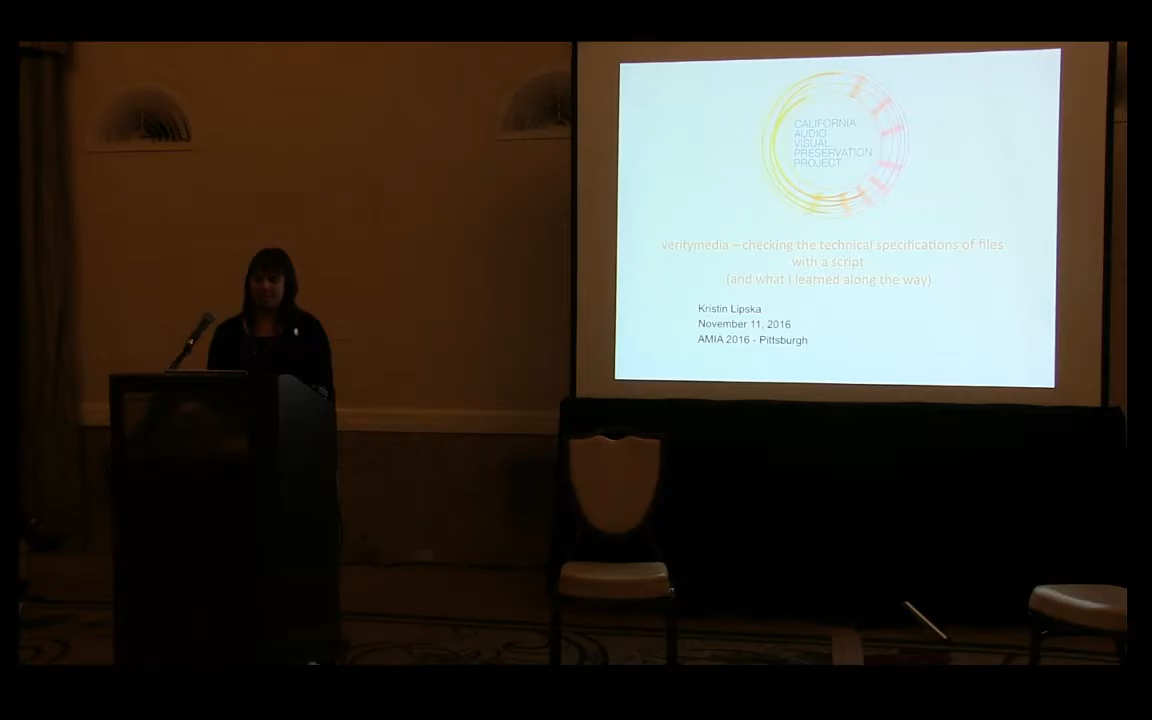 CALIFORNIA
AUDIO
VISUAL
PRESERVATION
PROJECT
verifymedia – checking the technical specifications of files
with a script
(and what I learned along the way)
Kristin Lipska
November 11, 2016
AMIA 2016 - Pittsburgh